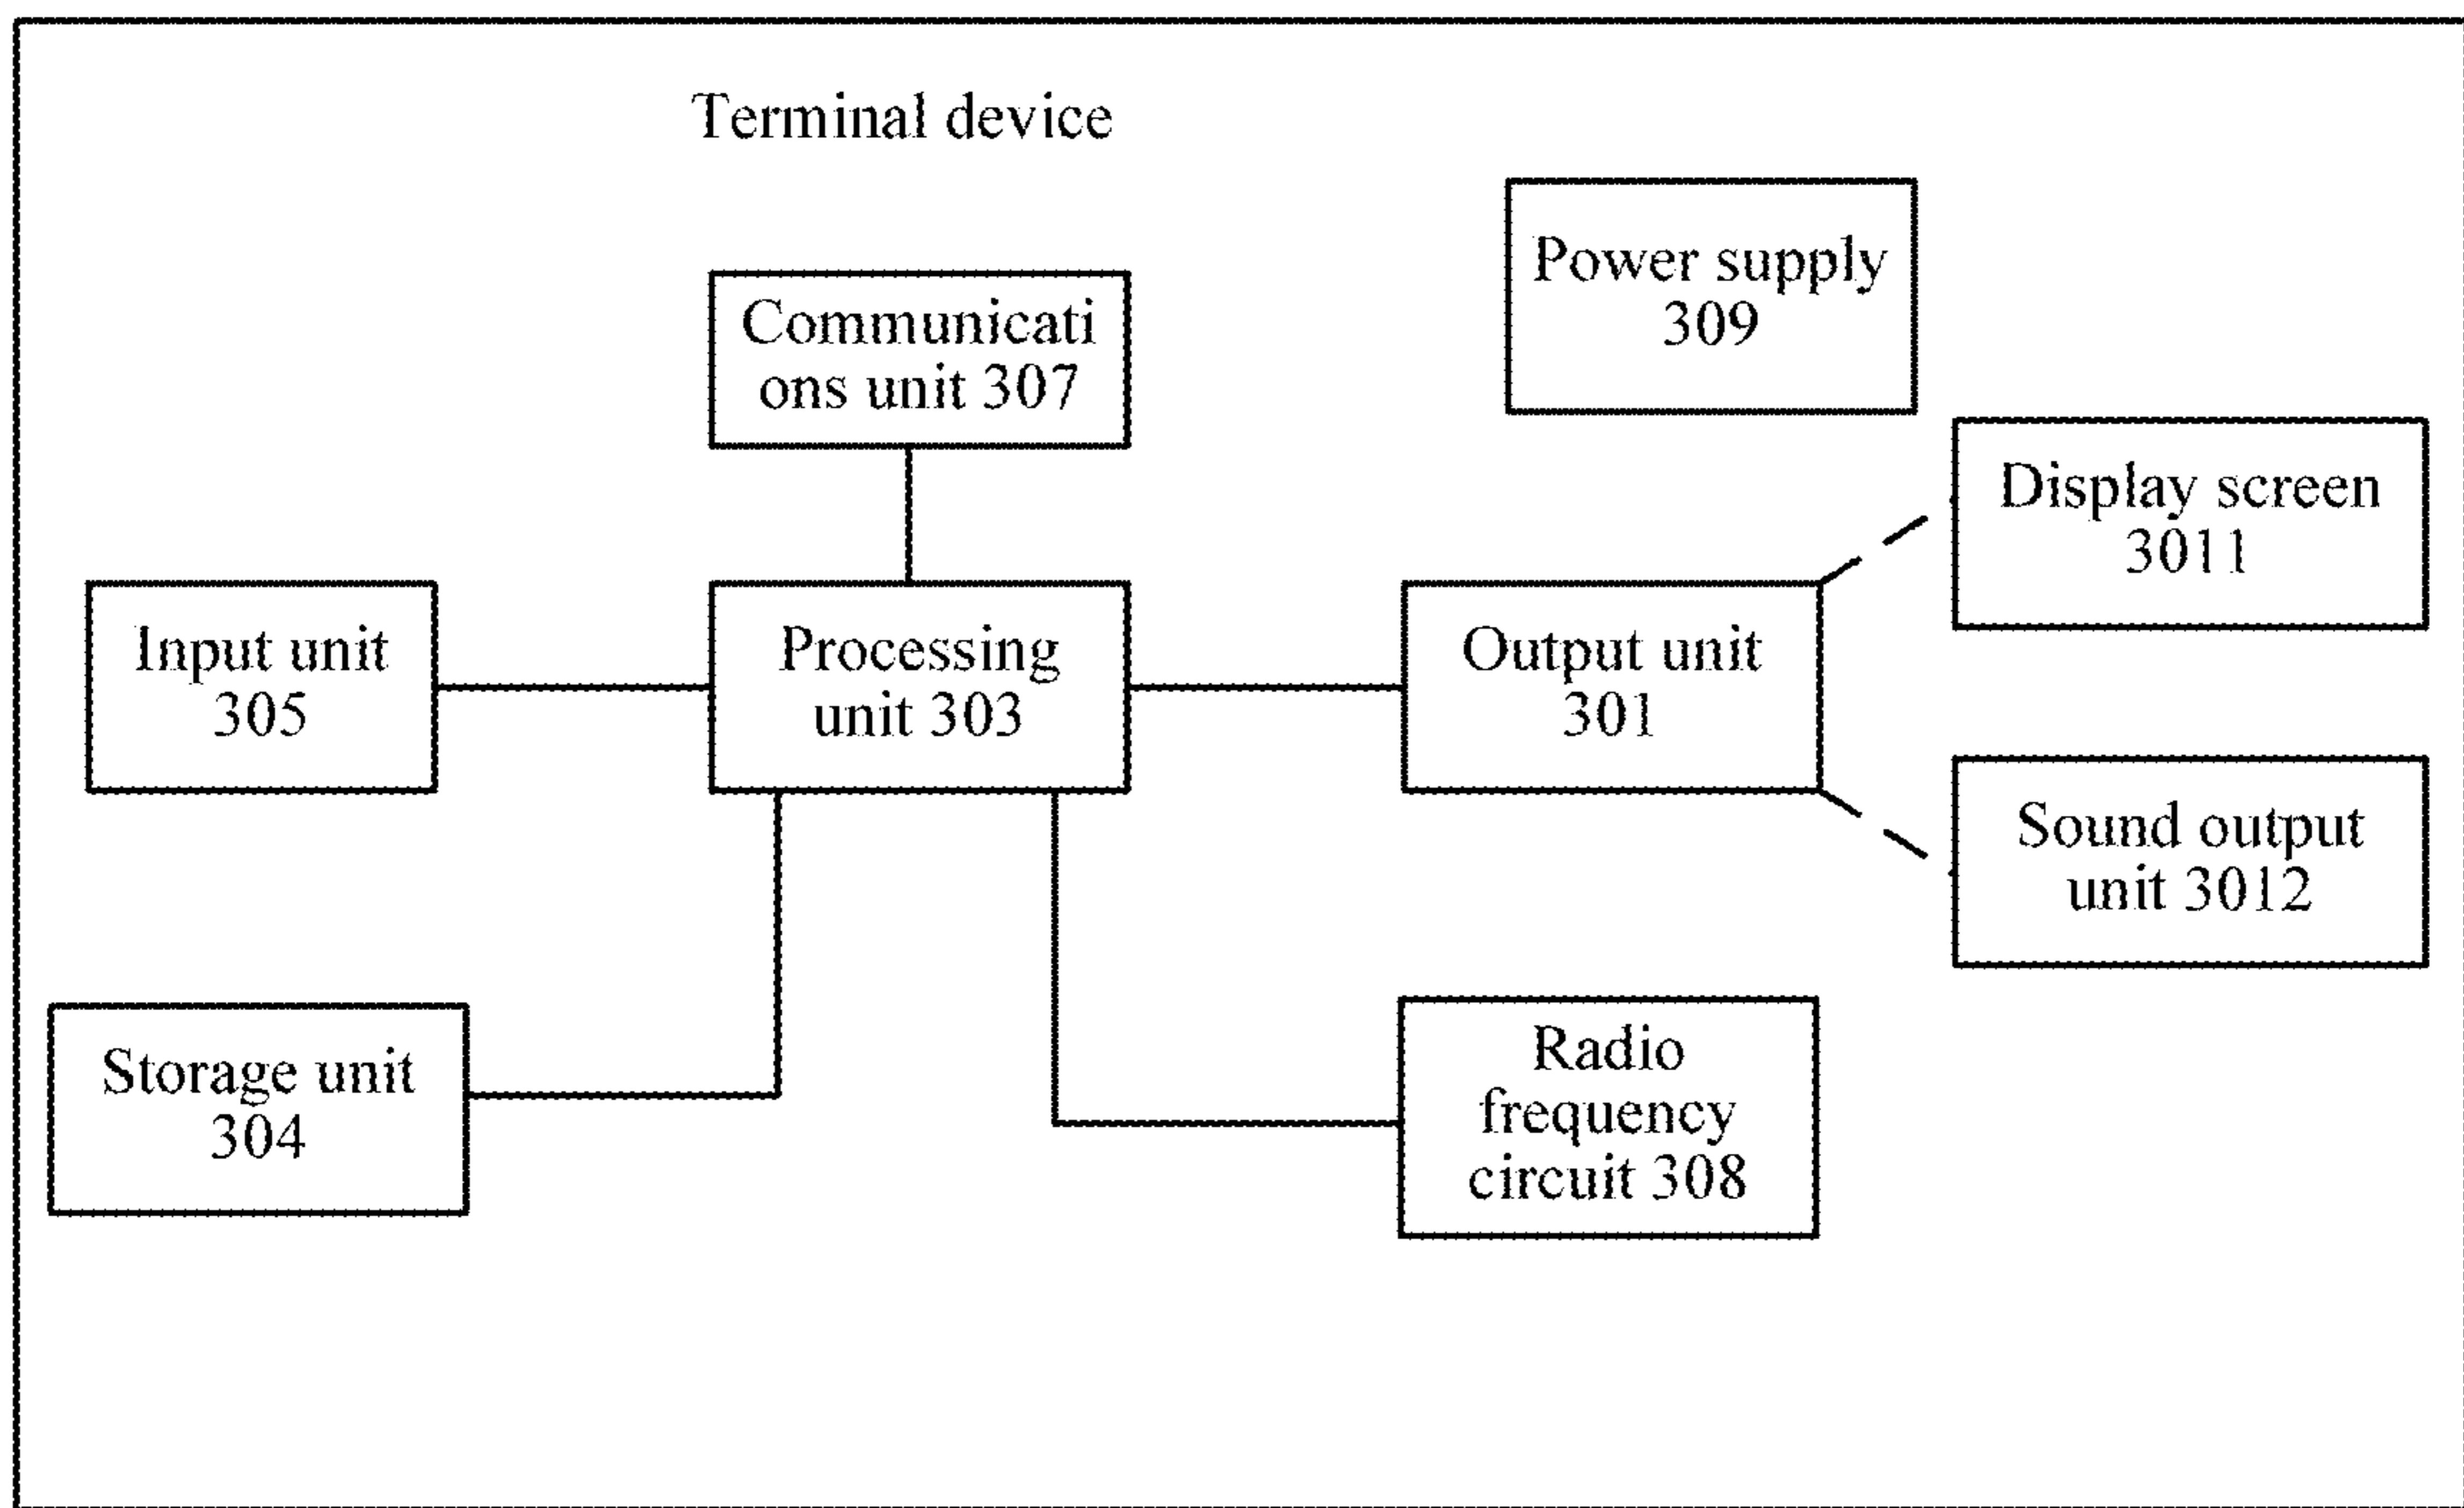 Terminal device
Power supply
309
Communicati
ons unit 307
Display screen
3011
Input unit
305
Processing
unit 303
Output unit
301
Sound output
unit 3012
Storage unit
304
Radio
frequency
circuit 308